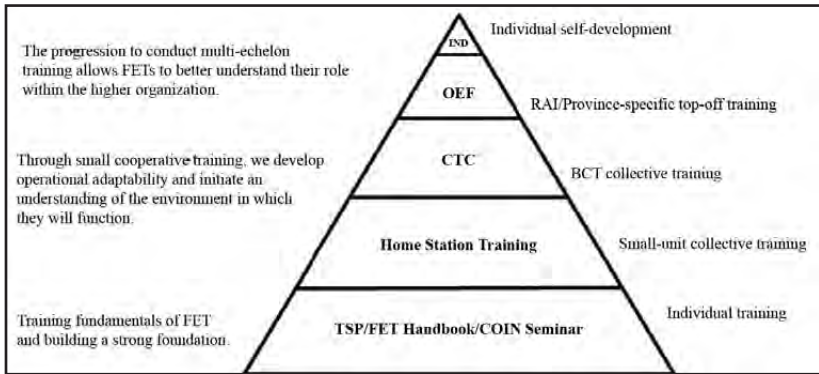 Individual self-development
IND
The progression to conduct multi-echelon
training allows FETs to better understand their role
within the higher organization.
OEF
RAI/Province-specific top-off training
CTC
Through small cooperative training, we develop
operational adaptability and initiate an
understanding of the environment in which
they will function.
BCT collective training
Home Station Training
Small-unit collective training
Individual training
Training fundamentals of FET
and building a strong foundation.
TSP/FET Handbook/COIN Seminar